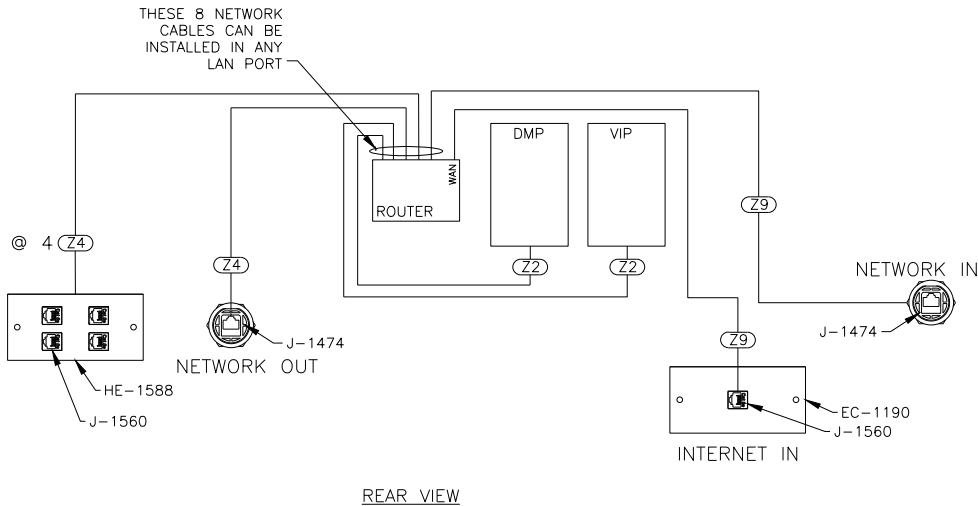 THESE 8 NETWORK
CABLES CAN BE
INSTALLED IN ANY
LAN PORT
DMP
VIP
WAN
ROUTER
Z9
@ 4 Z4
Z4
Z2
Z2
NETWORK IN
J-1474
J-1474
NETWORK OUT
Z9
HE-1588
J-1560
EC-1190
J-1560
INTERNET IN
REAR VIEW